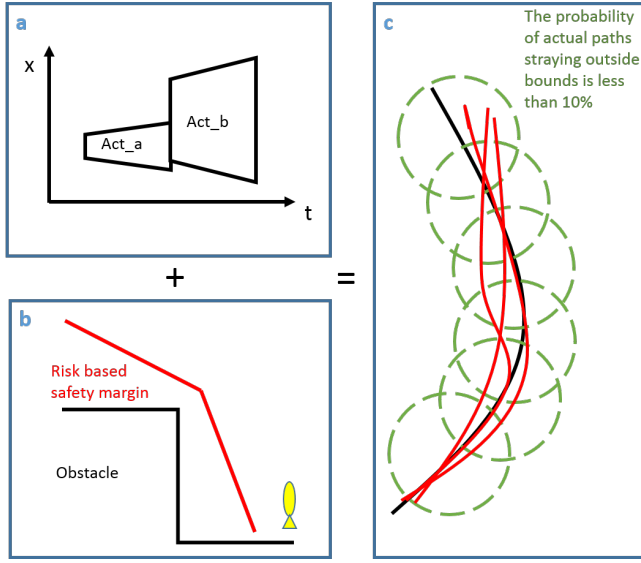 a
x
Act_a
Act_b
t
+
b
Risk based
safety margin
Obstacle
=
c
The probability
of actual paths
straying outside
bounds is less
than 10%